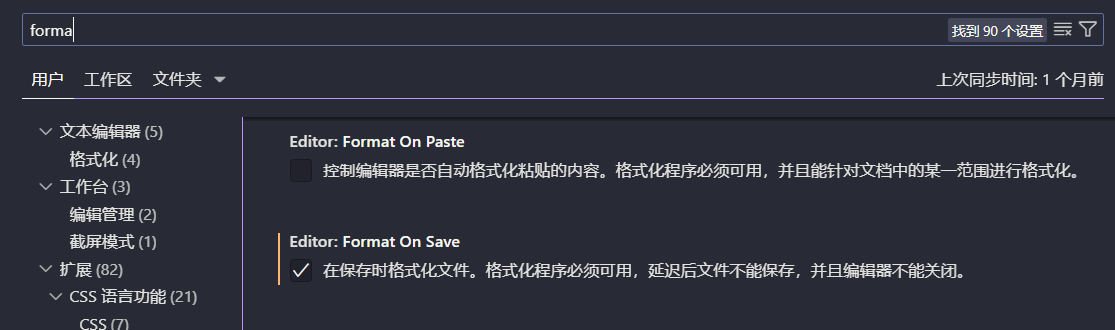 forma
找到 90 个设置
用户
工作区
文件夹
上次同步时间: 1 个月前
文本编辑器 (5)
格式化 (4)
工作台 (3)
编辑管理 (2)
截屏模式 (1)
扩展 (82)
CSS 语言功能 (21)
CSS (7)
Editor: Format On Paste
控制编辑器是否自动格式化粘贴的内容。格式化程序必须可用，并且能针对文档中的某一范围进行格式化。
Editor: Format On Save
在保存时格式化文件。格式化程序必须可用，延迟后文件不能保存，并且编辑器不能关闭。